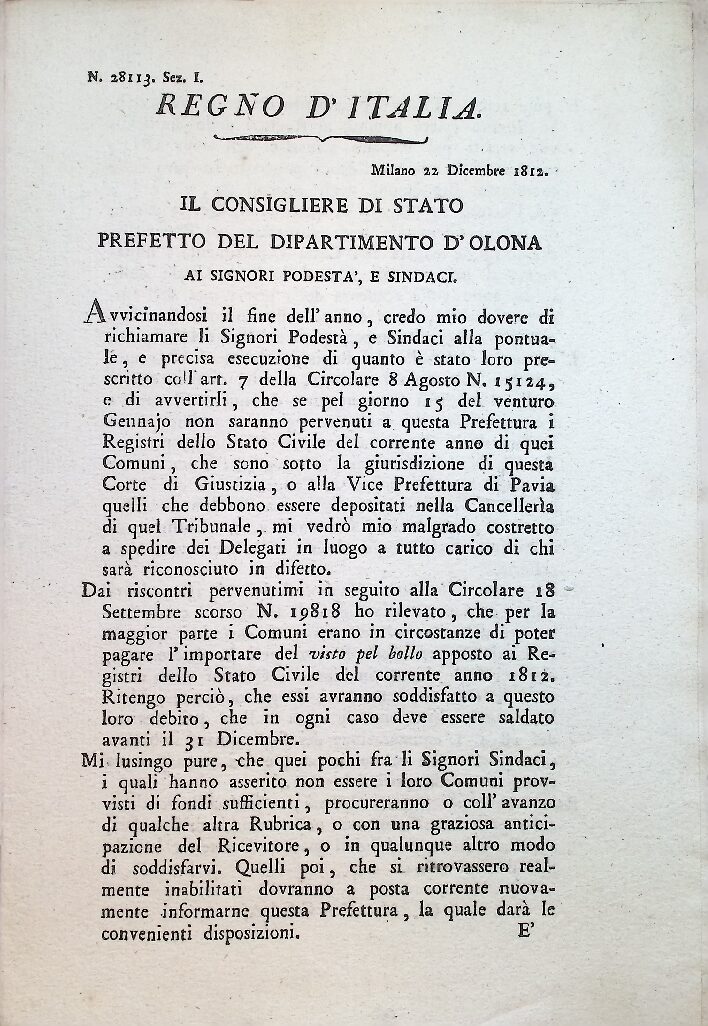 N. 28113. Sez. I.
REGNO D'ITALIA.
Milano 22 Dicembre 1812.
IL CONSIGLIERE DI STATO
PREFETTO DEL DIPARTIMENTO D'OLONA
AI SIGNORI PODESTA', E SINDACI.
Avvicinandosi il fine dell'anno, credo mio dovere di
richiamare li Signori Podestà, e Sindaci alla pontua-
le, e precisa esecuzione di quanto è stato loro pre-
scritto coll'art. 7 della Circolare 8 Agosto N. 15124,
e di avvertirli, che se pel giorno 15 del venturo
Gennajo non saranno pervenuti a questa Prefettura i
Registri dello Stato Civile del corrente anno di quei
Comuni, che sono sotto la giurisdizione di questa
Corte di Giustizia, o alla Vice Prefettura di Pavia
quelli che debbono essere depositati nella Cancellerìa
di quel Tribunale, mi vedrò mio malgrado costretto
a spedire dei Delegati in luogo a tutto carico di chi
sarà riconosciuto in difetto.
Dai riscontri pervenutimi in seguito alla Circolare 18
Settembre scorso N. 19818 ho rilevato, che per la
maggior parte i Comuni erano in circostanze di poter
pagare l'importare del visto pel bollo apposto ai Re-
gistri dello Stato Civile del corrente anno 1812.
Ritengo perciò, che essi avranno soddisfatto a questo
loro debito, che in ogni caso deve essere saldato
avanti il 31 Dicembre.
Mi lusingo pure, che quei pochi fra li Signori Sindaci,
i quali hanno asserito non essere i loro Comuni prov-
visti di fondi sufficienti, procureranno o coll'avanzo
di qualche altra Rubrica, o con una graziosa antici-
pazione del Ricevitore, o in qualunque altro modo
di soddisfarvi. Quelli poi, che si ritrovassero real-
mente inabilitati dovranno a posta corrente nuova-
mente informarne questa Prefettura, la quale darà le
convenienti disposizioni.
E'